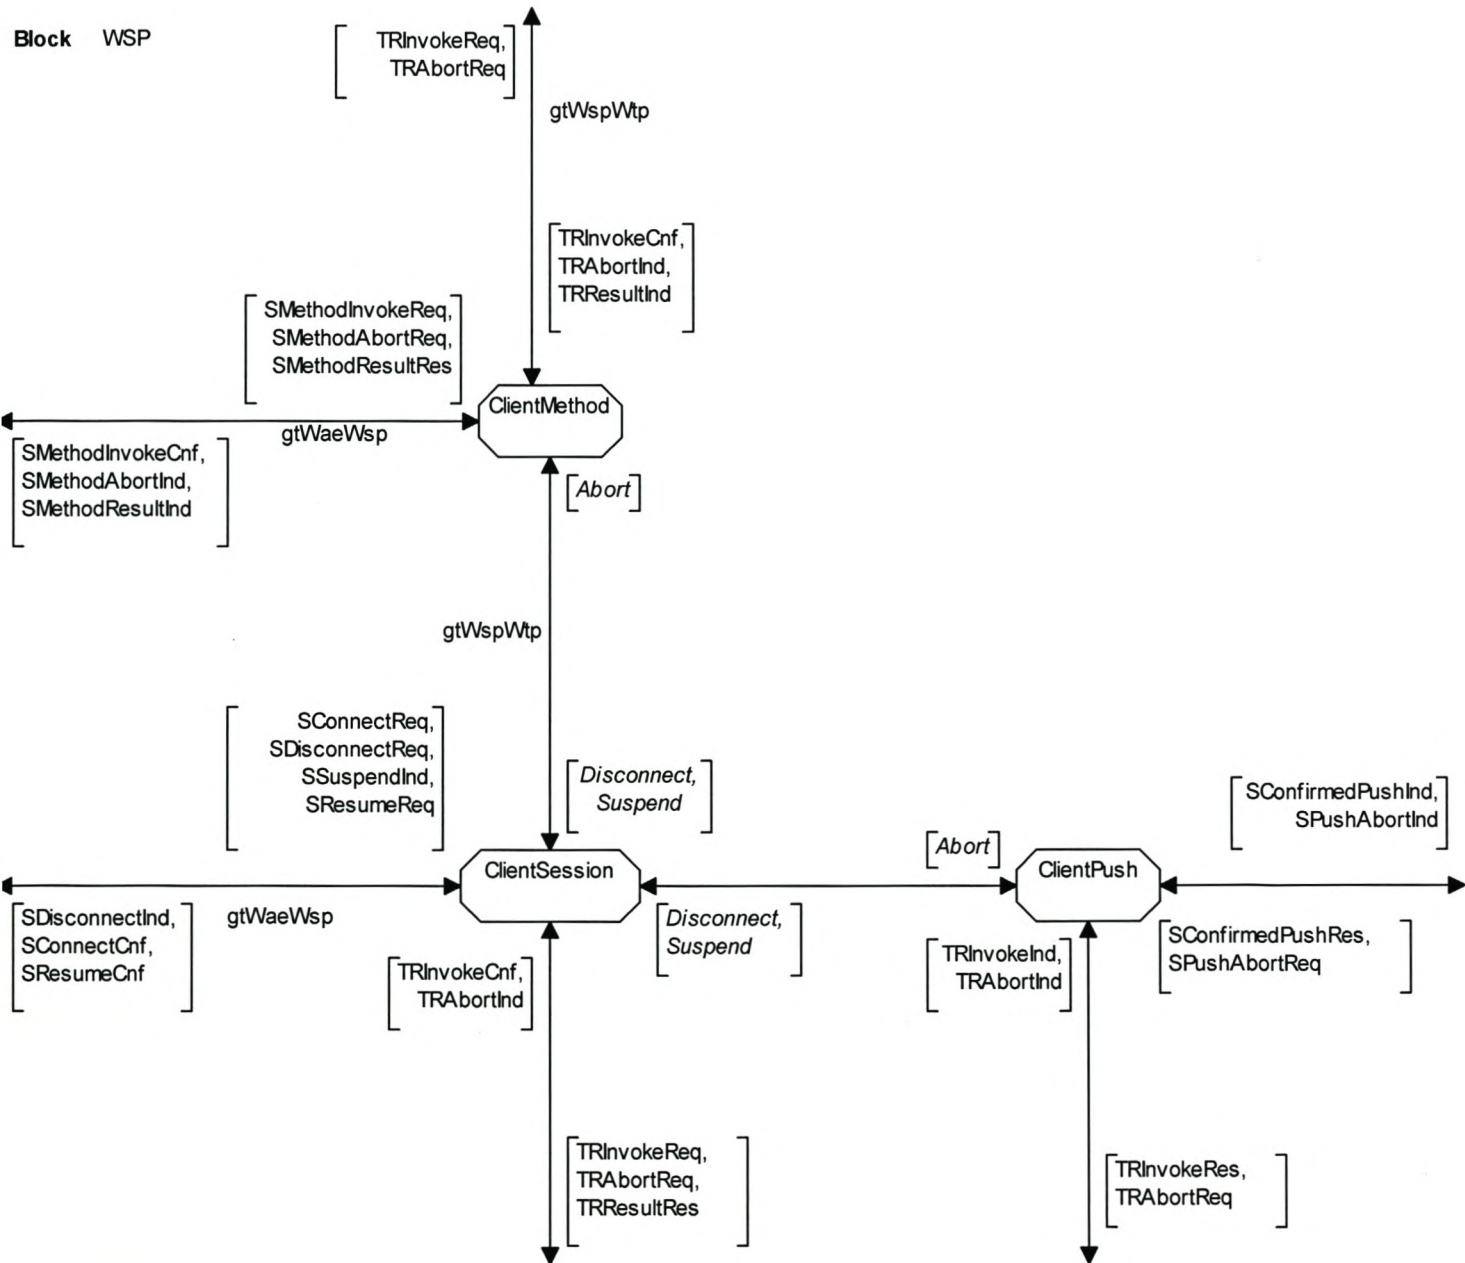 Block WSP
TRInvokeReq,
TRAbortReq
gtWspWtp
TRInvokeCnf,
TRAbortInd,
TRResultInd
SMethodInvokeReq,
SMethodAbortReq,
SMethodResultRes
ClientMethod
gtWaeWsp
SMethodInvokeCnf,
SMethodAbortInd,
SMethodResultInd
Abort
gtWspWtp
SConnectReq,
SDisconnectReq,
SSuspendInd,
SResumeReq
Disconnect,
Suspend
SConfirmedPushInd,
SPushAbortInd
Abort
ClientSession
ClientPush
SDisconnectInd,
SConnectCnf,
SResumeCnf
gtWaeWsp
Disconnect,
Suspend
TRInvokeCnf,
TRAbortInd
TRInvokeInd,
TRAbortInd
SConfirmedPushRes,
SPushAbortReq
TRInvokeReq,
TRAbortReq,
TRResultRes
TRInvokeRes,
TRAbortReq